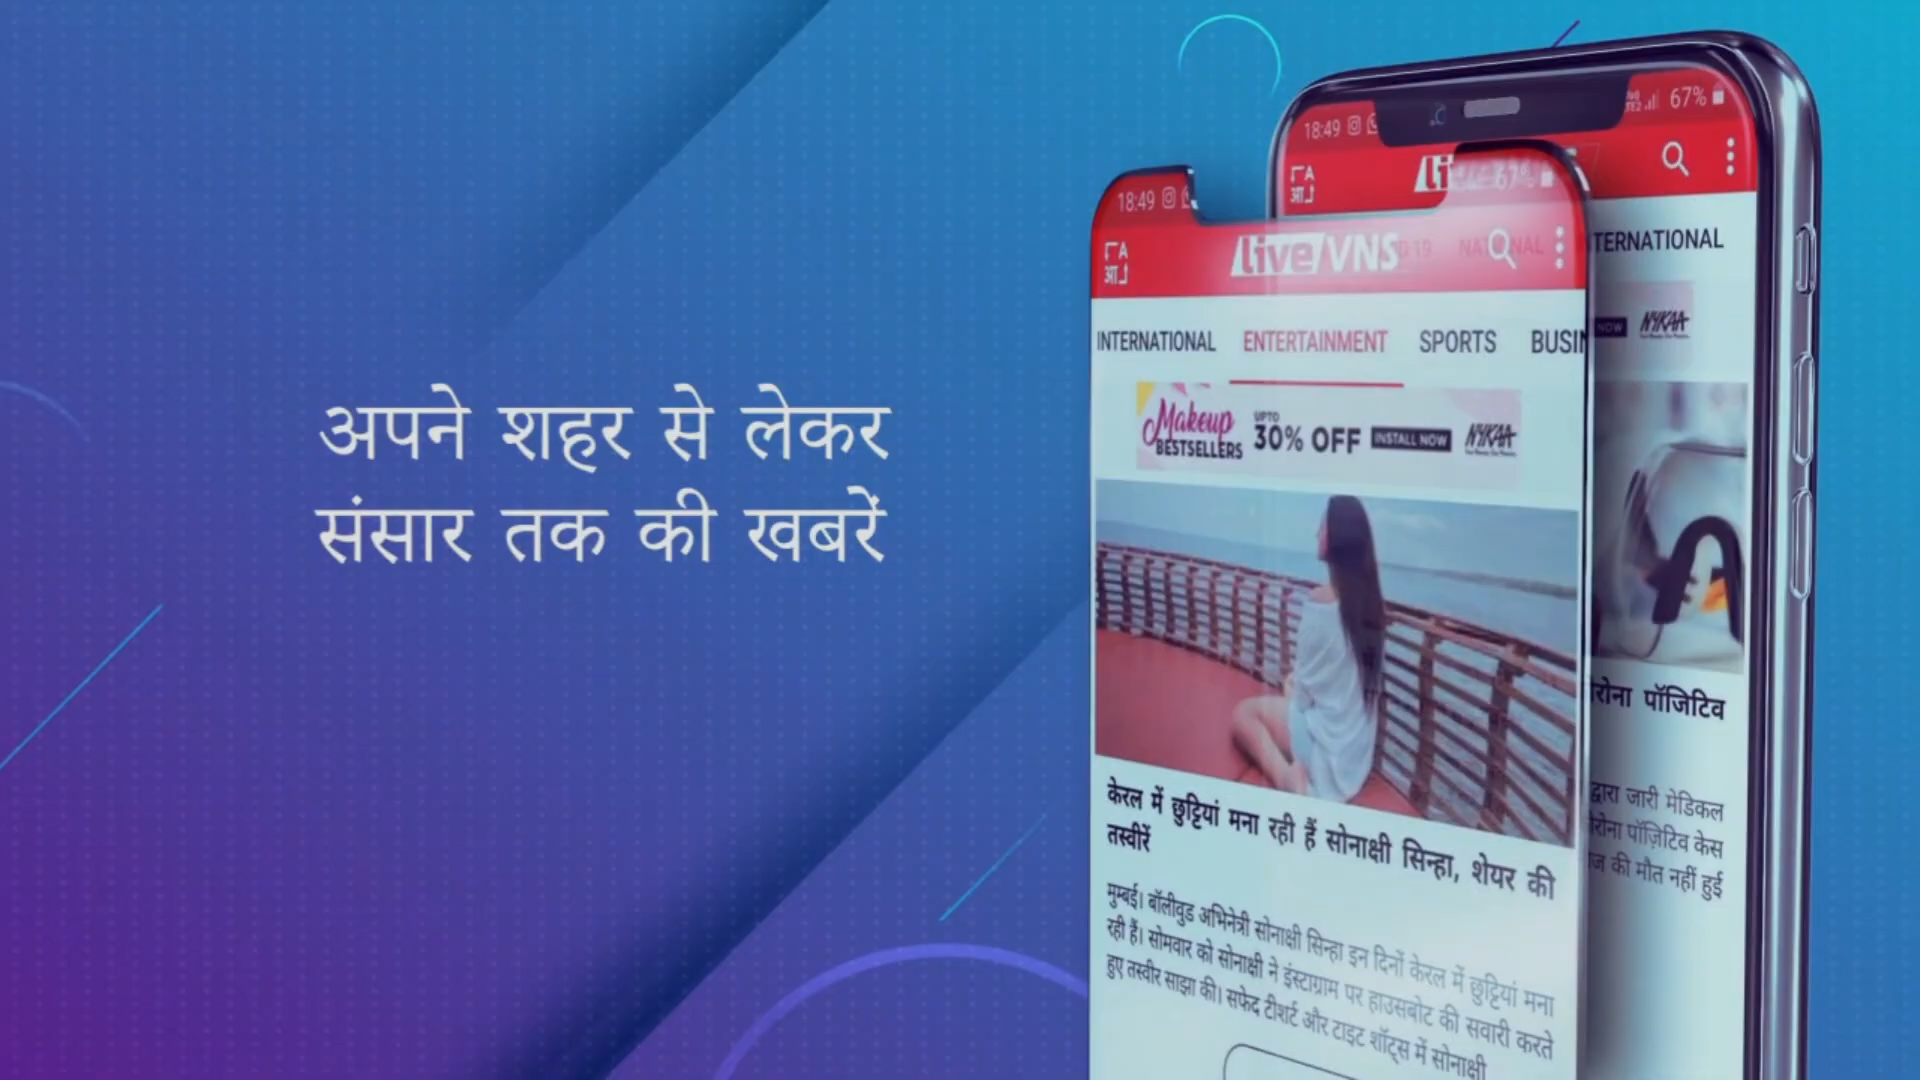 अपने शहर से लेकर
संसार तक की खबरें
18:49
67%
INTERNATIONAL
NYKAA
पॉजिटिव
द्वारा जारी मेडिकल
पॉज़िटिव केस
की मौत नहीं हुई
18:49
A
आ
live VNS
INTERNATIONAL ENTERTAINMENT SPORTS
Makeup
BESTSELLERS
UPTO
30% OFF
INSTALL NOW
NYKAA
केरल में छुट्टियां मना रही हैं सोनाक्षी सिन्हा, शेयर की
तस्वीरें
मुम्बई। बॉलीवुड अभिनेत्री सोनाक्षी सिन्हा इन दिनों केरल में छुट्टियां मना
रही हैं। सोमवार को सोनाक्षी ने इंस्टाग्राम पर हाउसबोट की सवारी करते
हुए तस्वीर साझा की। सफेद टीशर्ट और टाइट शॉट्स में सोनाक्षी